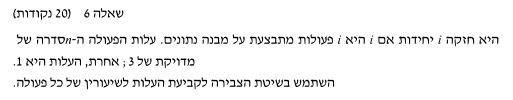 שאלה 6 (20 נקודות)
סדרה של n פעולות מתבצעת על מבנה נתונים. עלות הפעולה ה-i היא i יחידות אם i היא חזקה
מדויקת של 3 ; אחרת, העלות היא 1.
השתמש בשיטת הצבירה לקביעת העלות לשיעורין של כל פעולה.